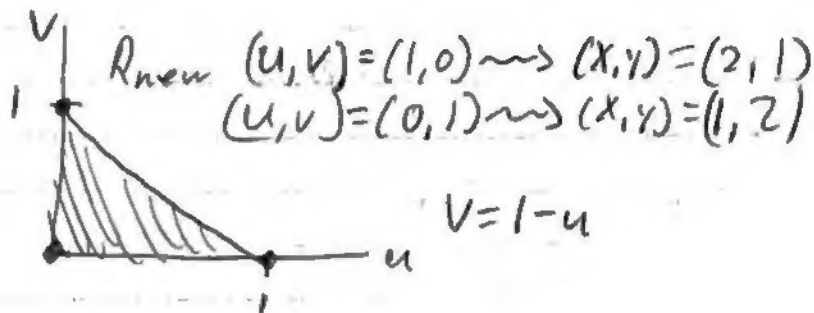 V
R_new (u,v)=(1,0) ⇝ (x,y)=(2,1)
1 (u,v)=(0,1) ⇝ (x,y)=(1,2)
V=1-u
u
1